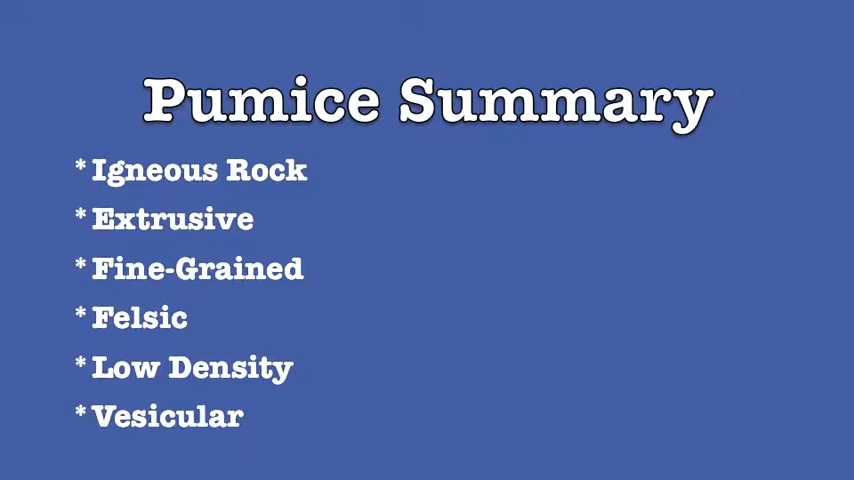 Pumice Summary
* Igneous Rock
* Extrusive
* Fine-Grained
* Felsic
* Low Density
* Vesicular